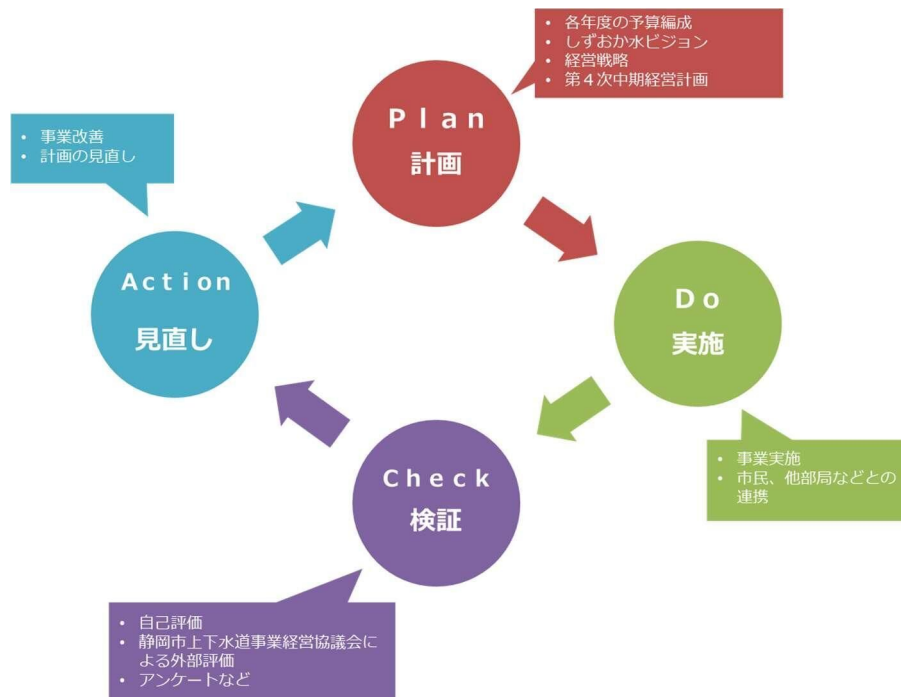 • 各年度の予算編成
• しずおか水ビジョン
• 経営戦略
• 第４次中期経営計画
Ｐｌａｎ
計画
• 事業改善
• 計画の見直し
Ａｃｔｉｏｎ
見直し
Ｄｏ
実施
• 事業実施
• 市民、他部局などとの
連携
Ｃｈｅｃｋ
検証
• 自己評価
• 静岡市上下水道事業経営協議会に
よる外部評価
• アンケートなど